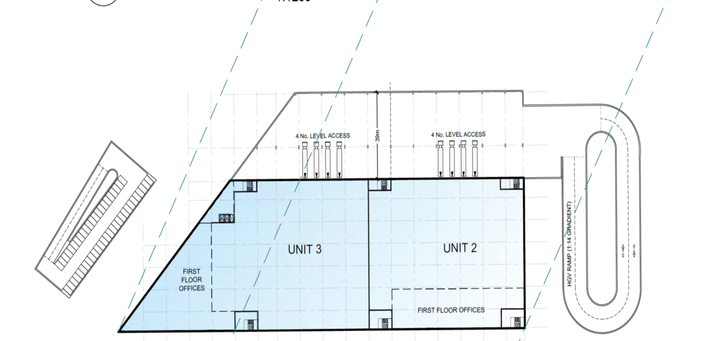 4 No. LEVEL ACCESS
4 No. LEVEL ACCESS
UNIT 3
UNIT 2
FIRST
FLOOR
OFFICES
FIRST FLOOR OFFICES
HGV RAMP (1:14 GRADIENT)